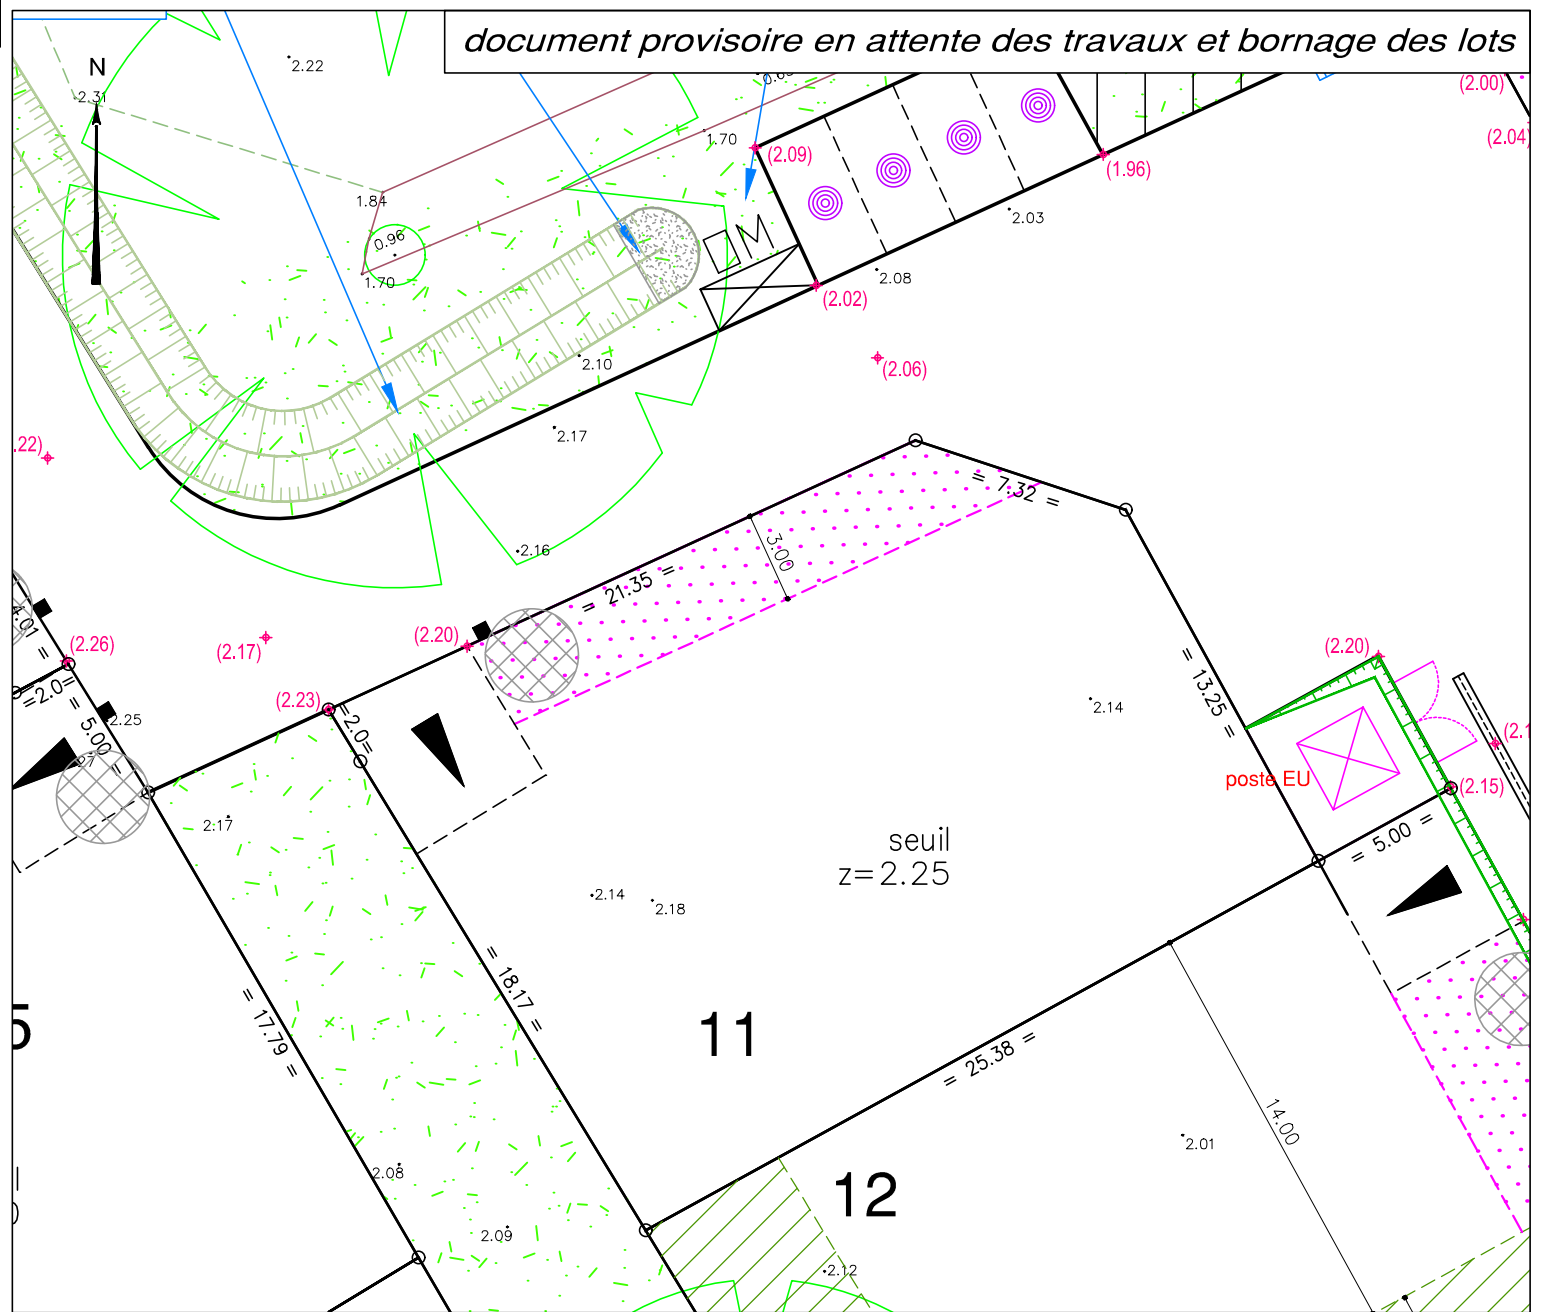 document provisoire en attente des travaux et bornage des lots
N
2.22
2.31
(2.00)
(2.04)
1.70
(2.09)
(1.96)
1.84
0.96
1.70
M
2.03
2.08
(2.02)
2.10
(2.06)
2.17
.22)
= 7.32 =
2.16
3.00
= 21.35 =
4.01 =
(2.26)
(2.17)
(2.20)
(2.20)
=2.0=
= 5.00 =
2.25
(2.23)
=2.0=
= 13.25 =
2.14
poste EU
(2.15)
2.17
= 5.00 =
seuil
z=2.25
2.14
2.18
= 18.17 =
= 17.79 =
5
11
= 25.38 =
14.00
2.01
2.08
12
2.09
2.12